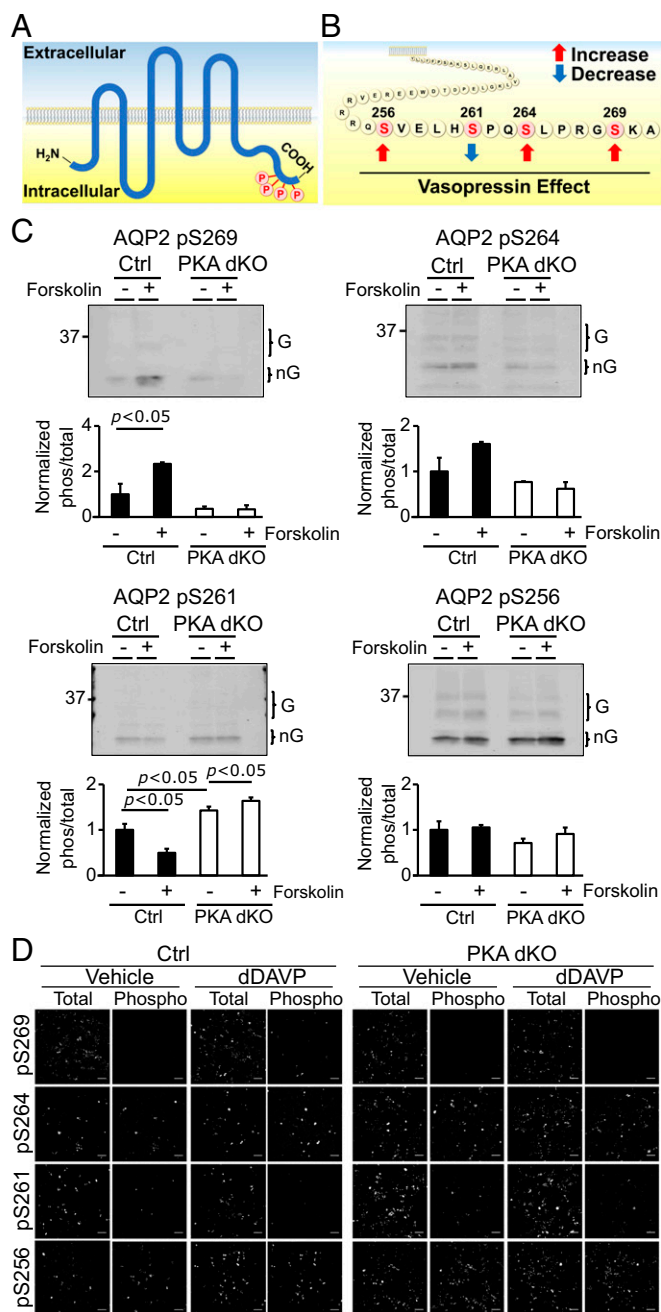 A
Extracellular
H₂N
COOH
P P P P
Intracellular
B
Increase
Decrease
R V E R E E W D T D P E
R
R Q S V E L H S P Q S L P R G S K A
256 261 264 269
Vasopressin Effect
C
AQP2 pS269
Ctrl PKA dKO
Forskolin - + - +
37
G
nG
Normalized phos/total
4
2
0
p<0.05
- + - + Forskolin
Ctrl PKA dKO
AQP2 pS264
Ctrl PKA dKO
Forskolin - + - +
37
G
nG
Normalized phos/total
2
1
0
- + - + Forskolin
Ctrl PKA dKO
AQP2 pS261
Ctrl PKA dKO
Forskolin - + - +
37
G
nG
Normalized phos/total
2
1
0
p<0.05 p<0.05
p<0.05
- + - + Forskolin
Ctrl PKA dKO
AQP2 pS256
Ctrl PKA dKO
Forskolin - + - +
37
G
nG
Normalized phos/total
2
1
0
- + - + Forskolin
Ctrl PKA dKO
D
Ctrl PKA dKO
Vehicle dDAVP Vehicle dDAVP
Total Phospho Total Phospho Total Phospho Total Phospho
pS269
pS264
pS261
pS256